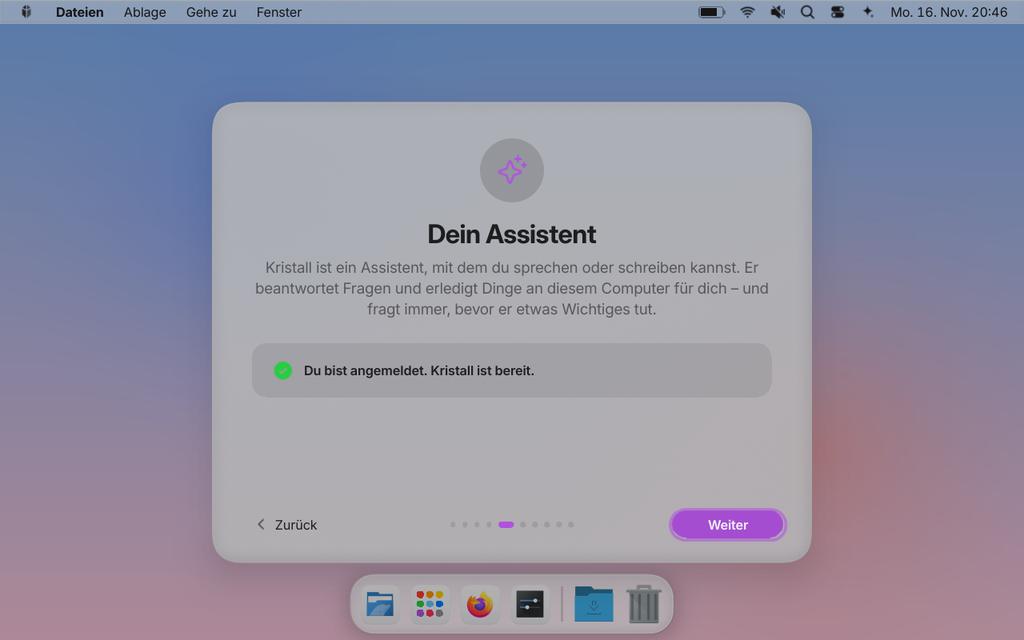 Dateien Ablage Gehe zu Fenster Mo. 16. Nov. 20:46
Dein Assistent
Kristall ist ein Assistent, mit dem du sprechen oder schreiben kannst. Er
beantwortet Fragen und erledigt Dinge an diesem Computer für dich – und
fragt immer, bevor er etwas Wichtiges tut.
Du bist angemeldet. Kristall ist bereit.
Zurück Weiter